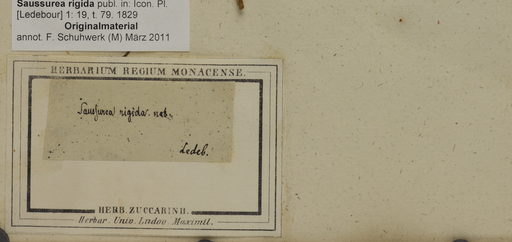 Saussurea rigida publ. in: Icon. Pl.
[Ledebour] 1: 19, t. 79. 1829
Originalmaterial
annot. F. Schuhwerk (M) März 2011
HERBARIUM REGIUM MONACENSE.
Saussurea rigida. nob.
Ledeb.
HERB. ZUCCARINII.
Herbar. Univ. Ludov. Maximil.